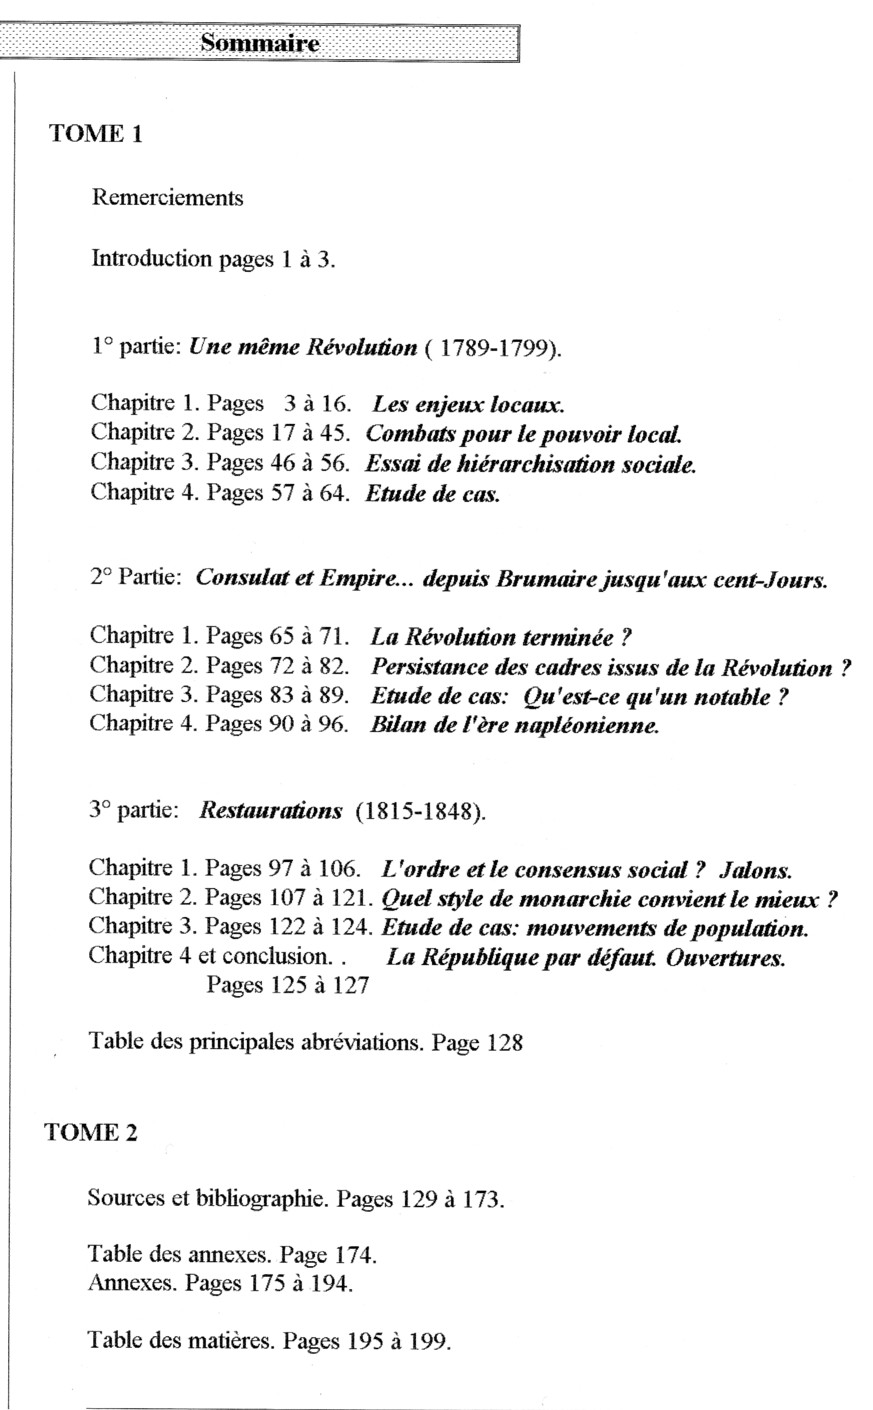 Sommaire
TOME 1
Remerciements
Introduction pages 1 à 3.
1° partie: Une même Révolution ( 1789-1799).
Chapitre 1. Pages 3 à 16. Les enjeux locaux.
Chapitre 2. Pages 17 à 45. Combats pour le pouvoir local.
Chapitre 3. Pages 46 à 56. Essai de hiérarchisation sociale.
Chapitre 4. Pages 57 à 64. Etude de cas.
2° Partie: Consulat et Empire... depuis Brumaire jusqu'aux cent-Jours.
Chapitre 1. Pages 65 à 71. La Révolution terminée ?
Chapitre 2. Pages 72 à 82. Persistance des cadres issus de la Révolution ?
Chapitre 3. Pages 83 à 89. Etude de cas: Qu'est-ce qu'un notable ?
Chapitre 4. Pages 90 à 96. Bilan de l'ère napléonienne.
3° partie: Restaurations (1815-1848).
Chapitre 1. Pages 97 à 106. L'ordre et le consensus social ? Jalons.
Chapitre 2. Pages 107 à 121. Quel style de monarchie convient le mieux ?
Chapitre 3. Pages 122 à 124. Etude de cas: mouvements de population.
Chapitre 4 et conclusion. . La République par défaut. Ouvertures.
Pages 125 à 127
Table des principales abréviations. Page 128
TOME 2
Sources et bibliographie. Pages 129 à 173.
Table des annexes. Page 174.
Annexes. Pages 175 à 194.
Table des matières. Pages 195 à 199.